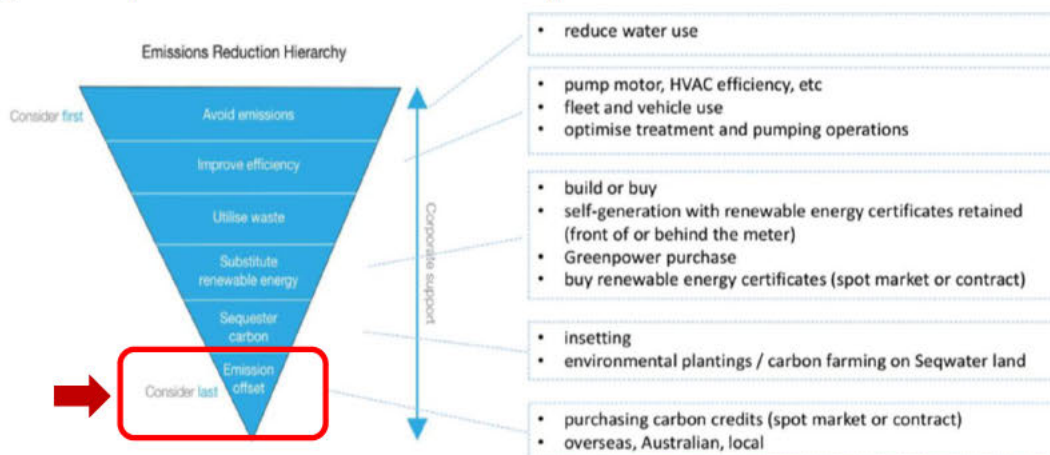 Emissions Reduction Hierarchy
Consider first
Avoid emissions
Improve efficiency
Utilise waste
Substitute
renewable energy
Sequester
carbon
Emission
offset
Consider last
Corporate support
• reduce water use
• pump motor, HVAC efficiency, etc
• fleet and vehicle use
• optimise treatment and pumping operations
• build or buy
• self-generation with renewable energy certificates retained
(front of or behind the meter)
• Greenpower purchase
• buy renewable energy certificates (spot market or contract)
• insetting
• environmental plantings / carbon farming on Seqwater land
• purchasing carbon credits (spot market or contract)
• overseas, Australian, local